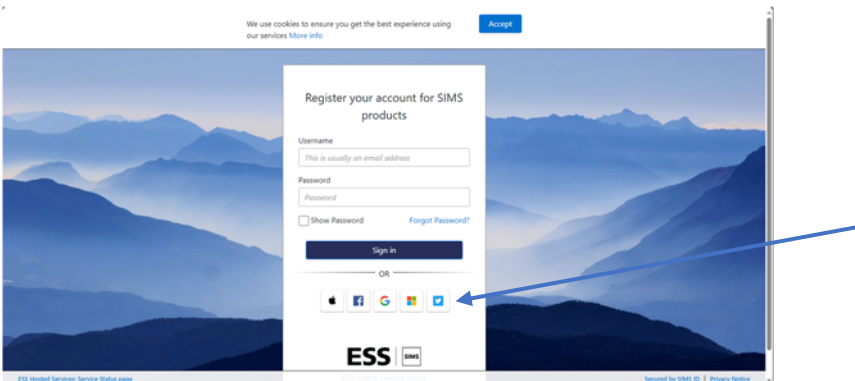 We use cookies to ensure you get the best experience using
our services More info
Accept
Register your account for SIMS
products
Username
This is usually an email address
Password
Password
Show Password
Forgot Password?
Sign in
OR
ESS SIMS
ESS Hosted Services: Service Status page
Secured by SIMS ID | Privacy Notice